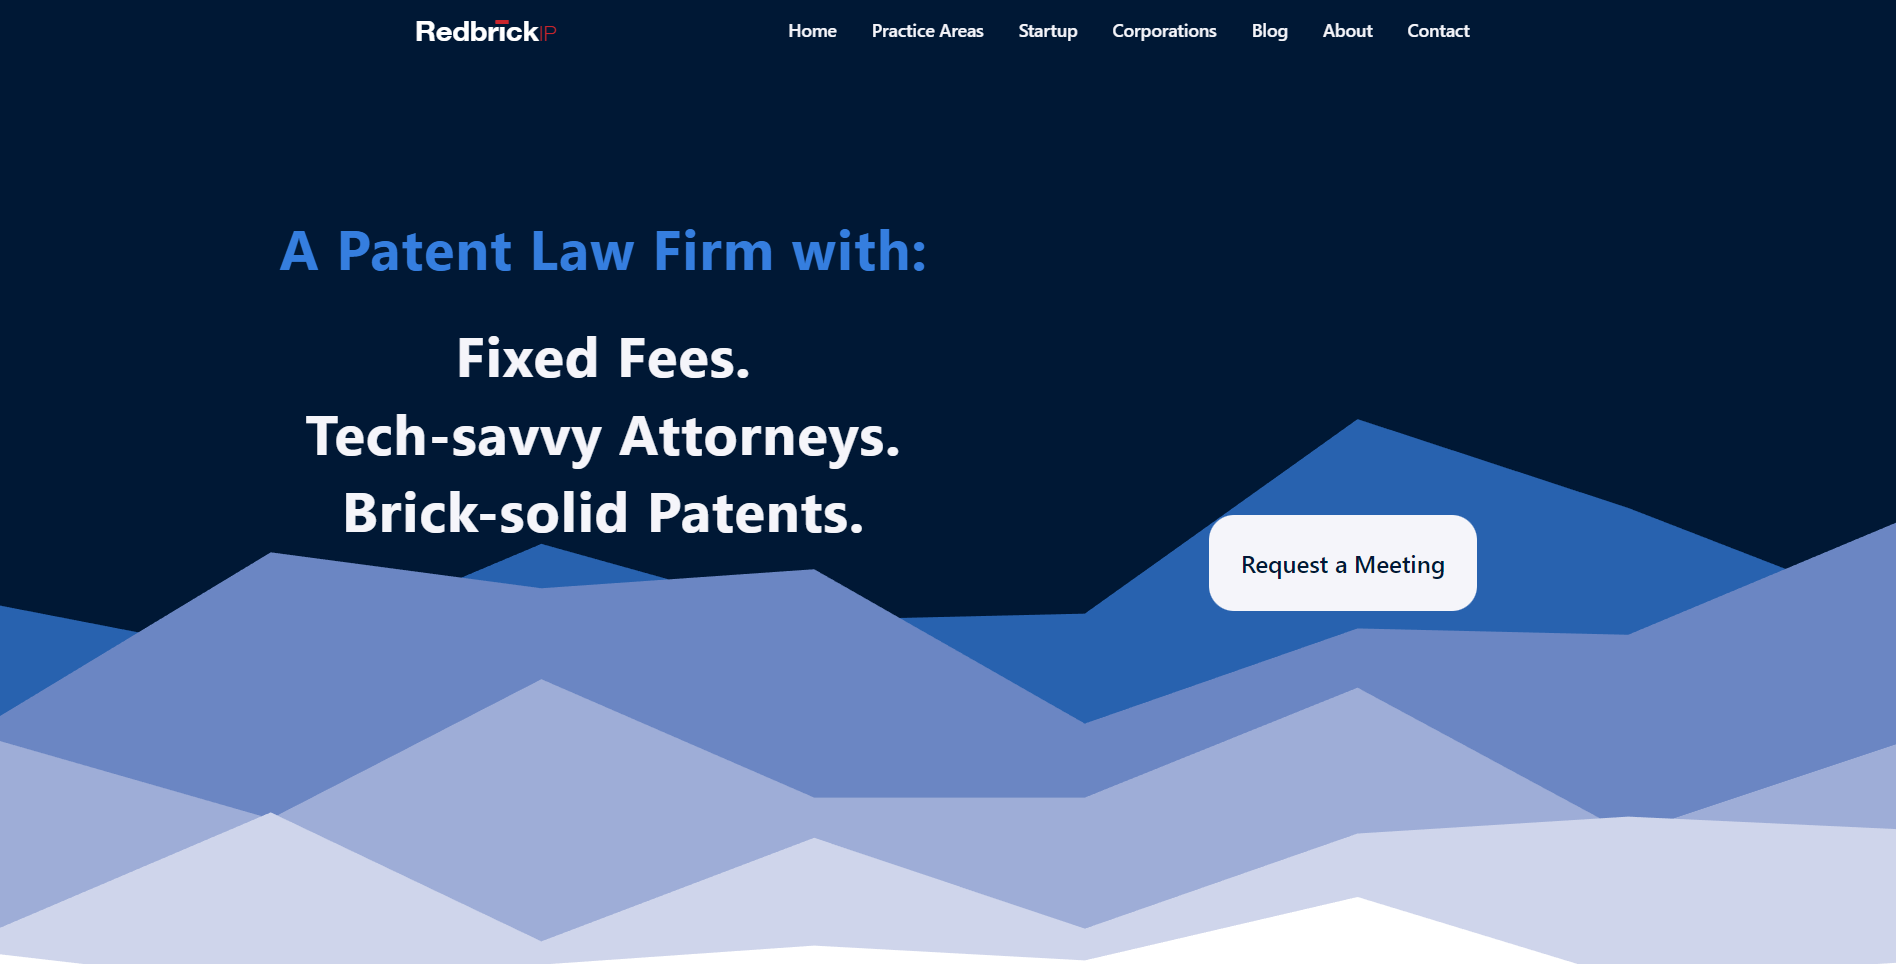 RedbrickIP
Home
Practice Areas
Startup
Corporations
Blog
About
Contact
A Patent Law Firm with:
Fixed Fees.
Tech-savvy Attorneys.
Brick-solid Patents.
Request a Meeting